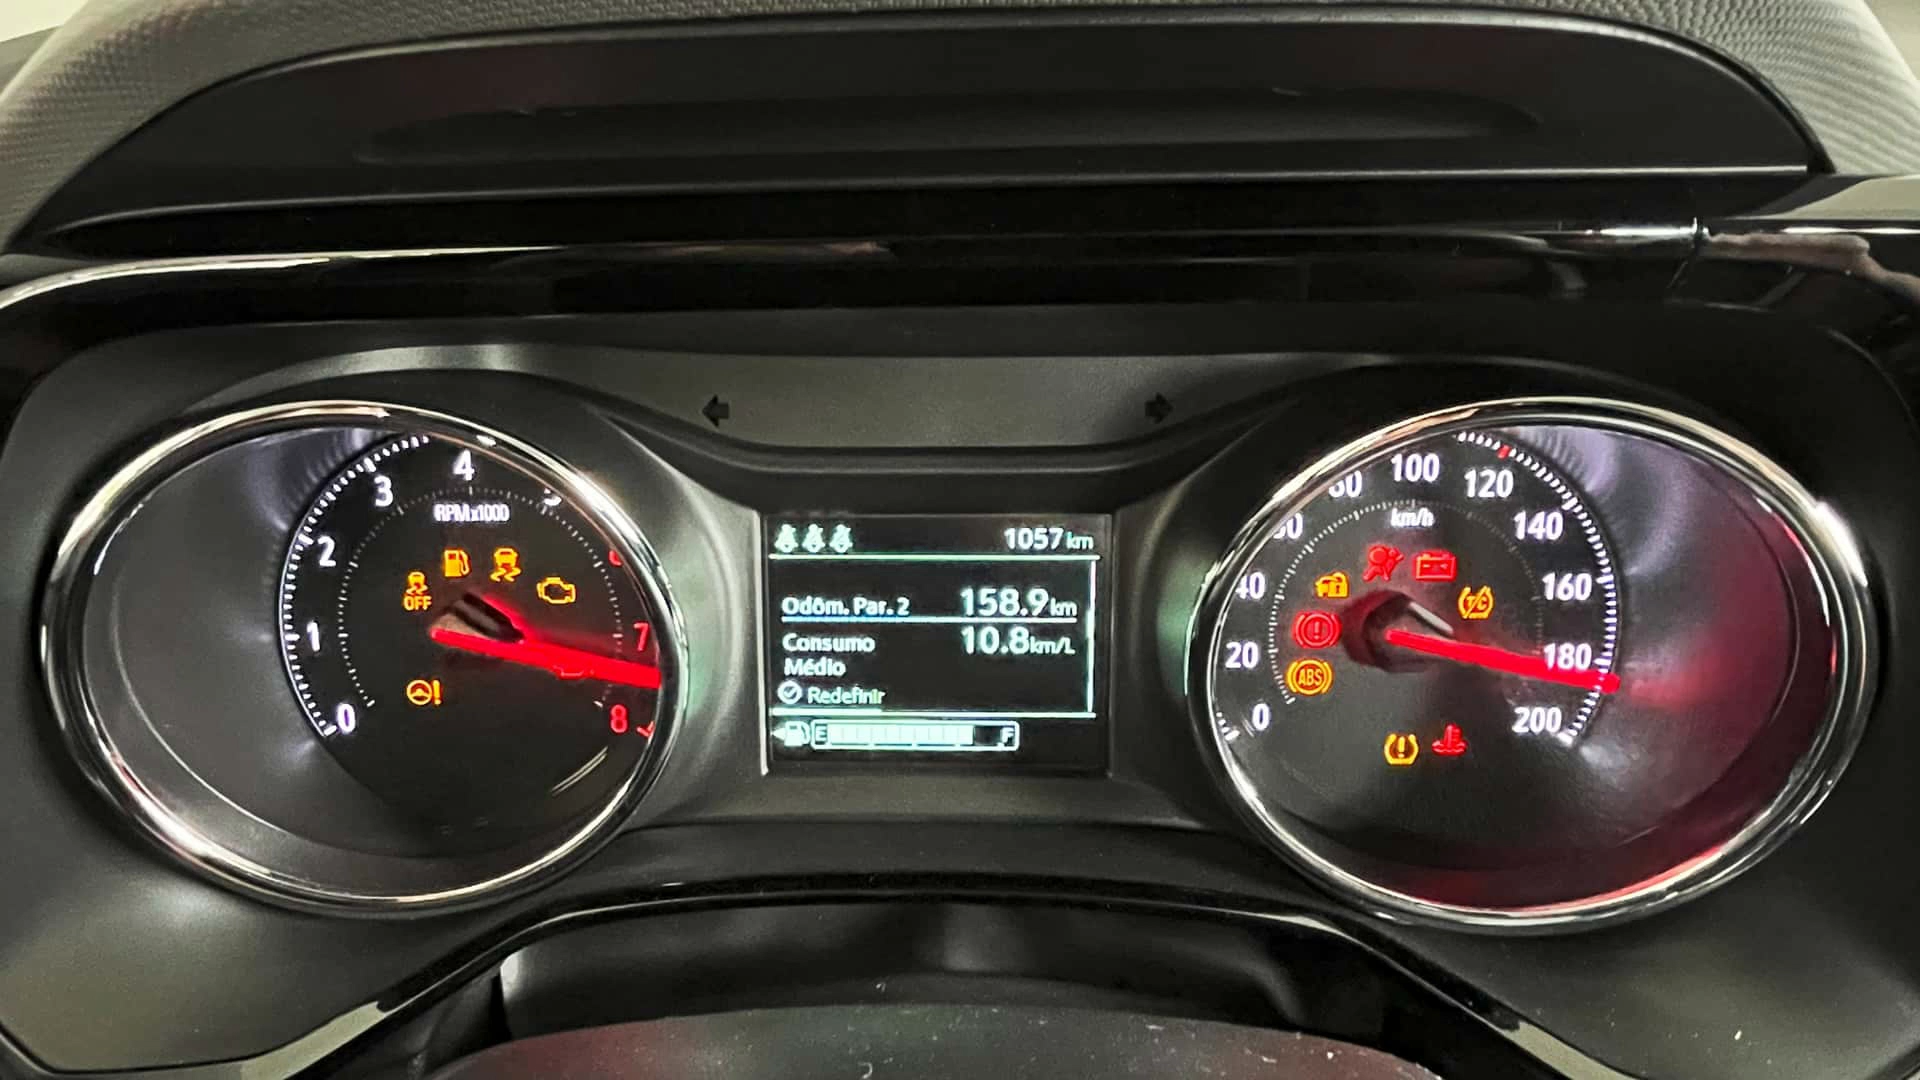 4
3
5
RPMx1000
2
OFF
1
7
0
8
1057 km
Odôm. Par. 2 158.9 km
Consumo 10.8 km/L
Médio
Redefinir
E F
100
80
120
60
km/h
140
40
160
T/C
20
180
ABS
0
200